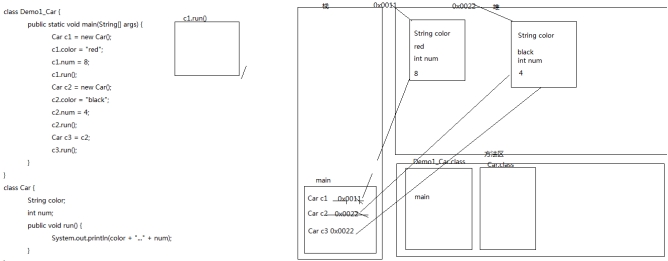 class Demo1_Car {
public static void main(String[] args) {
Car c1 = new Car();
c1.color = "red";
c1.num = 8;
c1.run();
Car c2 = new Car();
c2.color = "black";
c2.num = 4;
c2.run();
Car c3 = c2;
c3.run();
}
}
class Car {
String color;
int num;
public void run() {
System.out.println(color + "..." + num);
}
c1.run()
栈
main
Car c1 0x0011
Car c2 0x0022
Car c3 0x0022
0x0011
0x0022
堆
String color
red
int num
8
String color
black
int num
4
方法区
Demo1_Car.class
main
Car.class